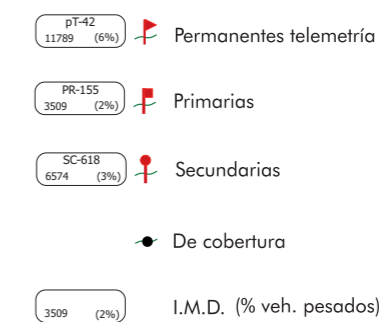 pT-42
11789 (6%)
Permanentes telemetría
PR-155
3509 (2%)
Primarias
SC-618
6574 (3%)
Secundarias
De cobertura
3509 (2%)
I.M.D. (% veh. pesados)